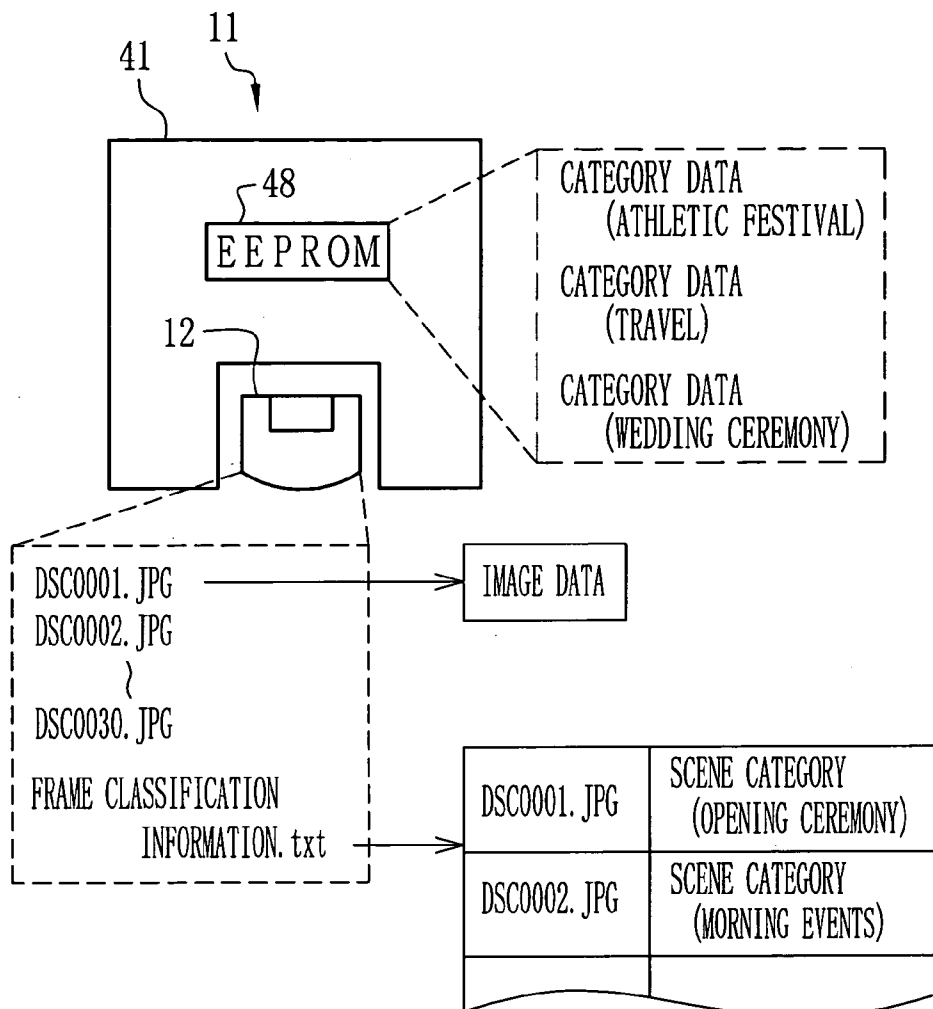 11
41
48
EEPROM
12
CATEGORY DATA
(ATHLETIC FESTIVAL)
CATEGORY DATA
(TRAVEL)
CATEGORY DATA
(WEDDING CEREMONY)
DSC0001.JPG
DSC0002.JPG
~
DSC0030.JPG
FRAME CLASSIFICATION
INFORMATION.txt
IMAGE DATA
DSC0001.JPG
SCENE CATEGORY
(OPENING CEREMONY)
DSC0002.JPG
SCENE CATEGORY
(MORNING EVENTS)